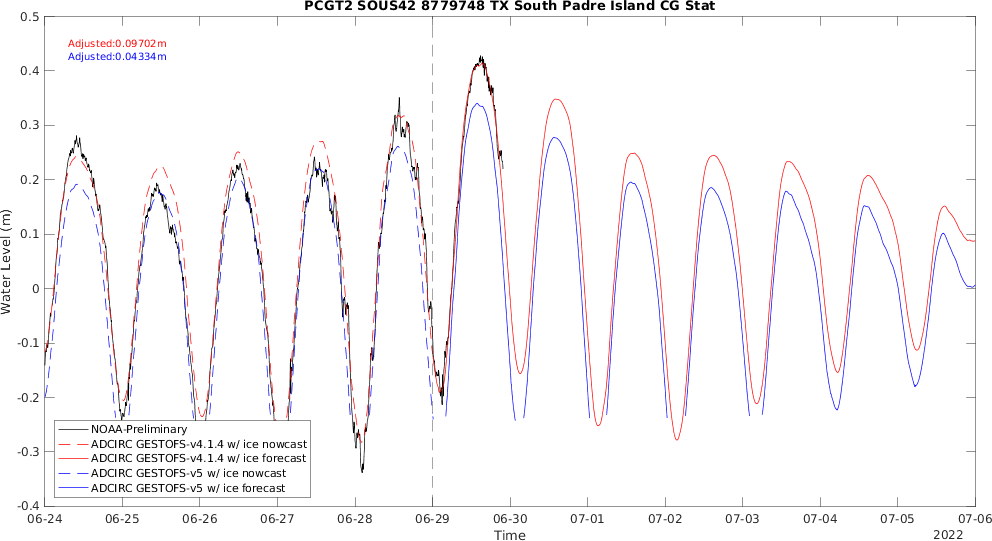 PCGT2 SOUS42 8779748 TX South Padre Island CG Stat
0.5
Adjusted:0.09702m
Adjusted:0.04334m
0.4
0.3
0.2
0.1
0
-0.1
-0.2
-0.3
-0.4
Water Level (m)
NOAA-Preliminary
ADCIRC GESTOFS-v4.1.4 w/ ice nowcast
ADCIRC GESTOFS-v4.1.4 w/ ice forecast
ADCIRC GESTOFS-v5 w/ ice nowcast
ADCIRC GESTOFS-v5 w/ ice forecast
06-24 06-25 06-26 06-27 06-28 06-29 06-30 07-01 07-02 07-03 07-04 07-05 07-06
Time
2022